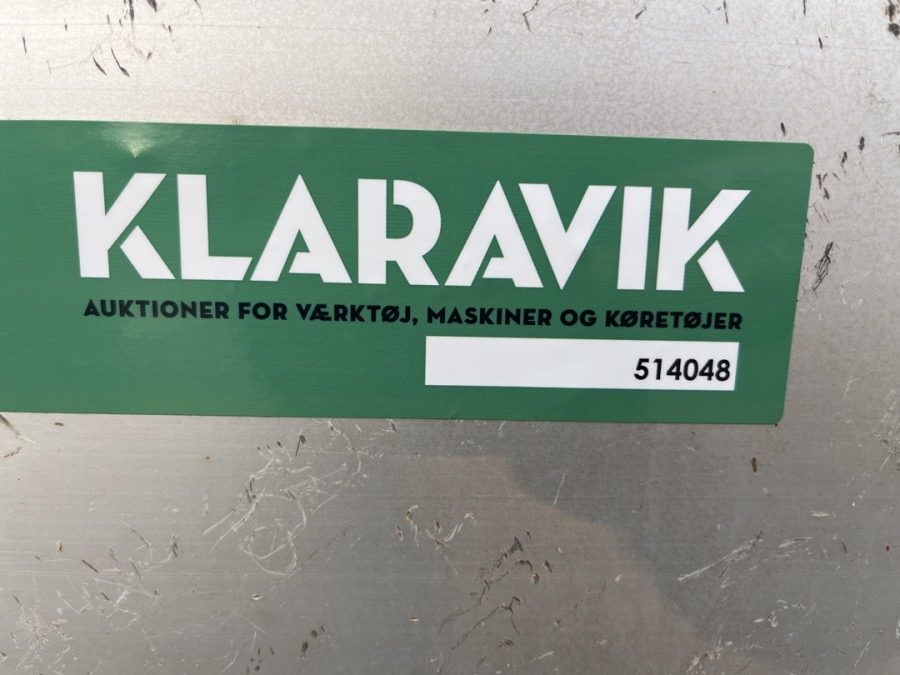 KLARAVIK
AUKTIONER FOR VÆRKTØJ, MASKINER OG KØRETØJER
514048